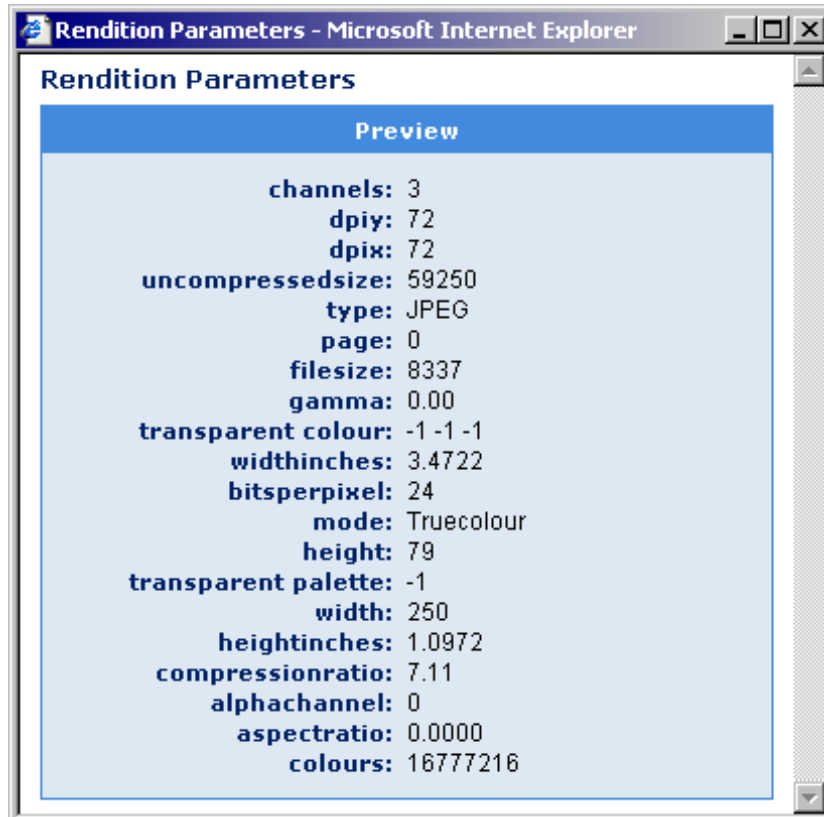 Rendition Parameters - Microsoft Internet Explorer
Rendition Parameters
Preview
channels: 3
dpiy: 72
dpix: 72
uncompressedsize: 59250
type: JPEG
page: 0
filesize: 8337
gamma: 0.00
transparent colour: -1 -1 -1
widthinches: 3.4722
bitsperpixel: 24
mode: Truecolour
height: 79
transparent palette: -1
width: 250
heightinches: 1.0972
compressionratio: 7.11
alphachannel: 0
aspectratio: 0.0000
colours: 16777216